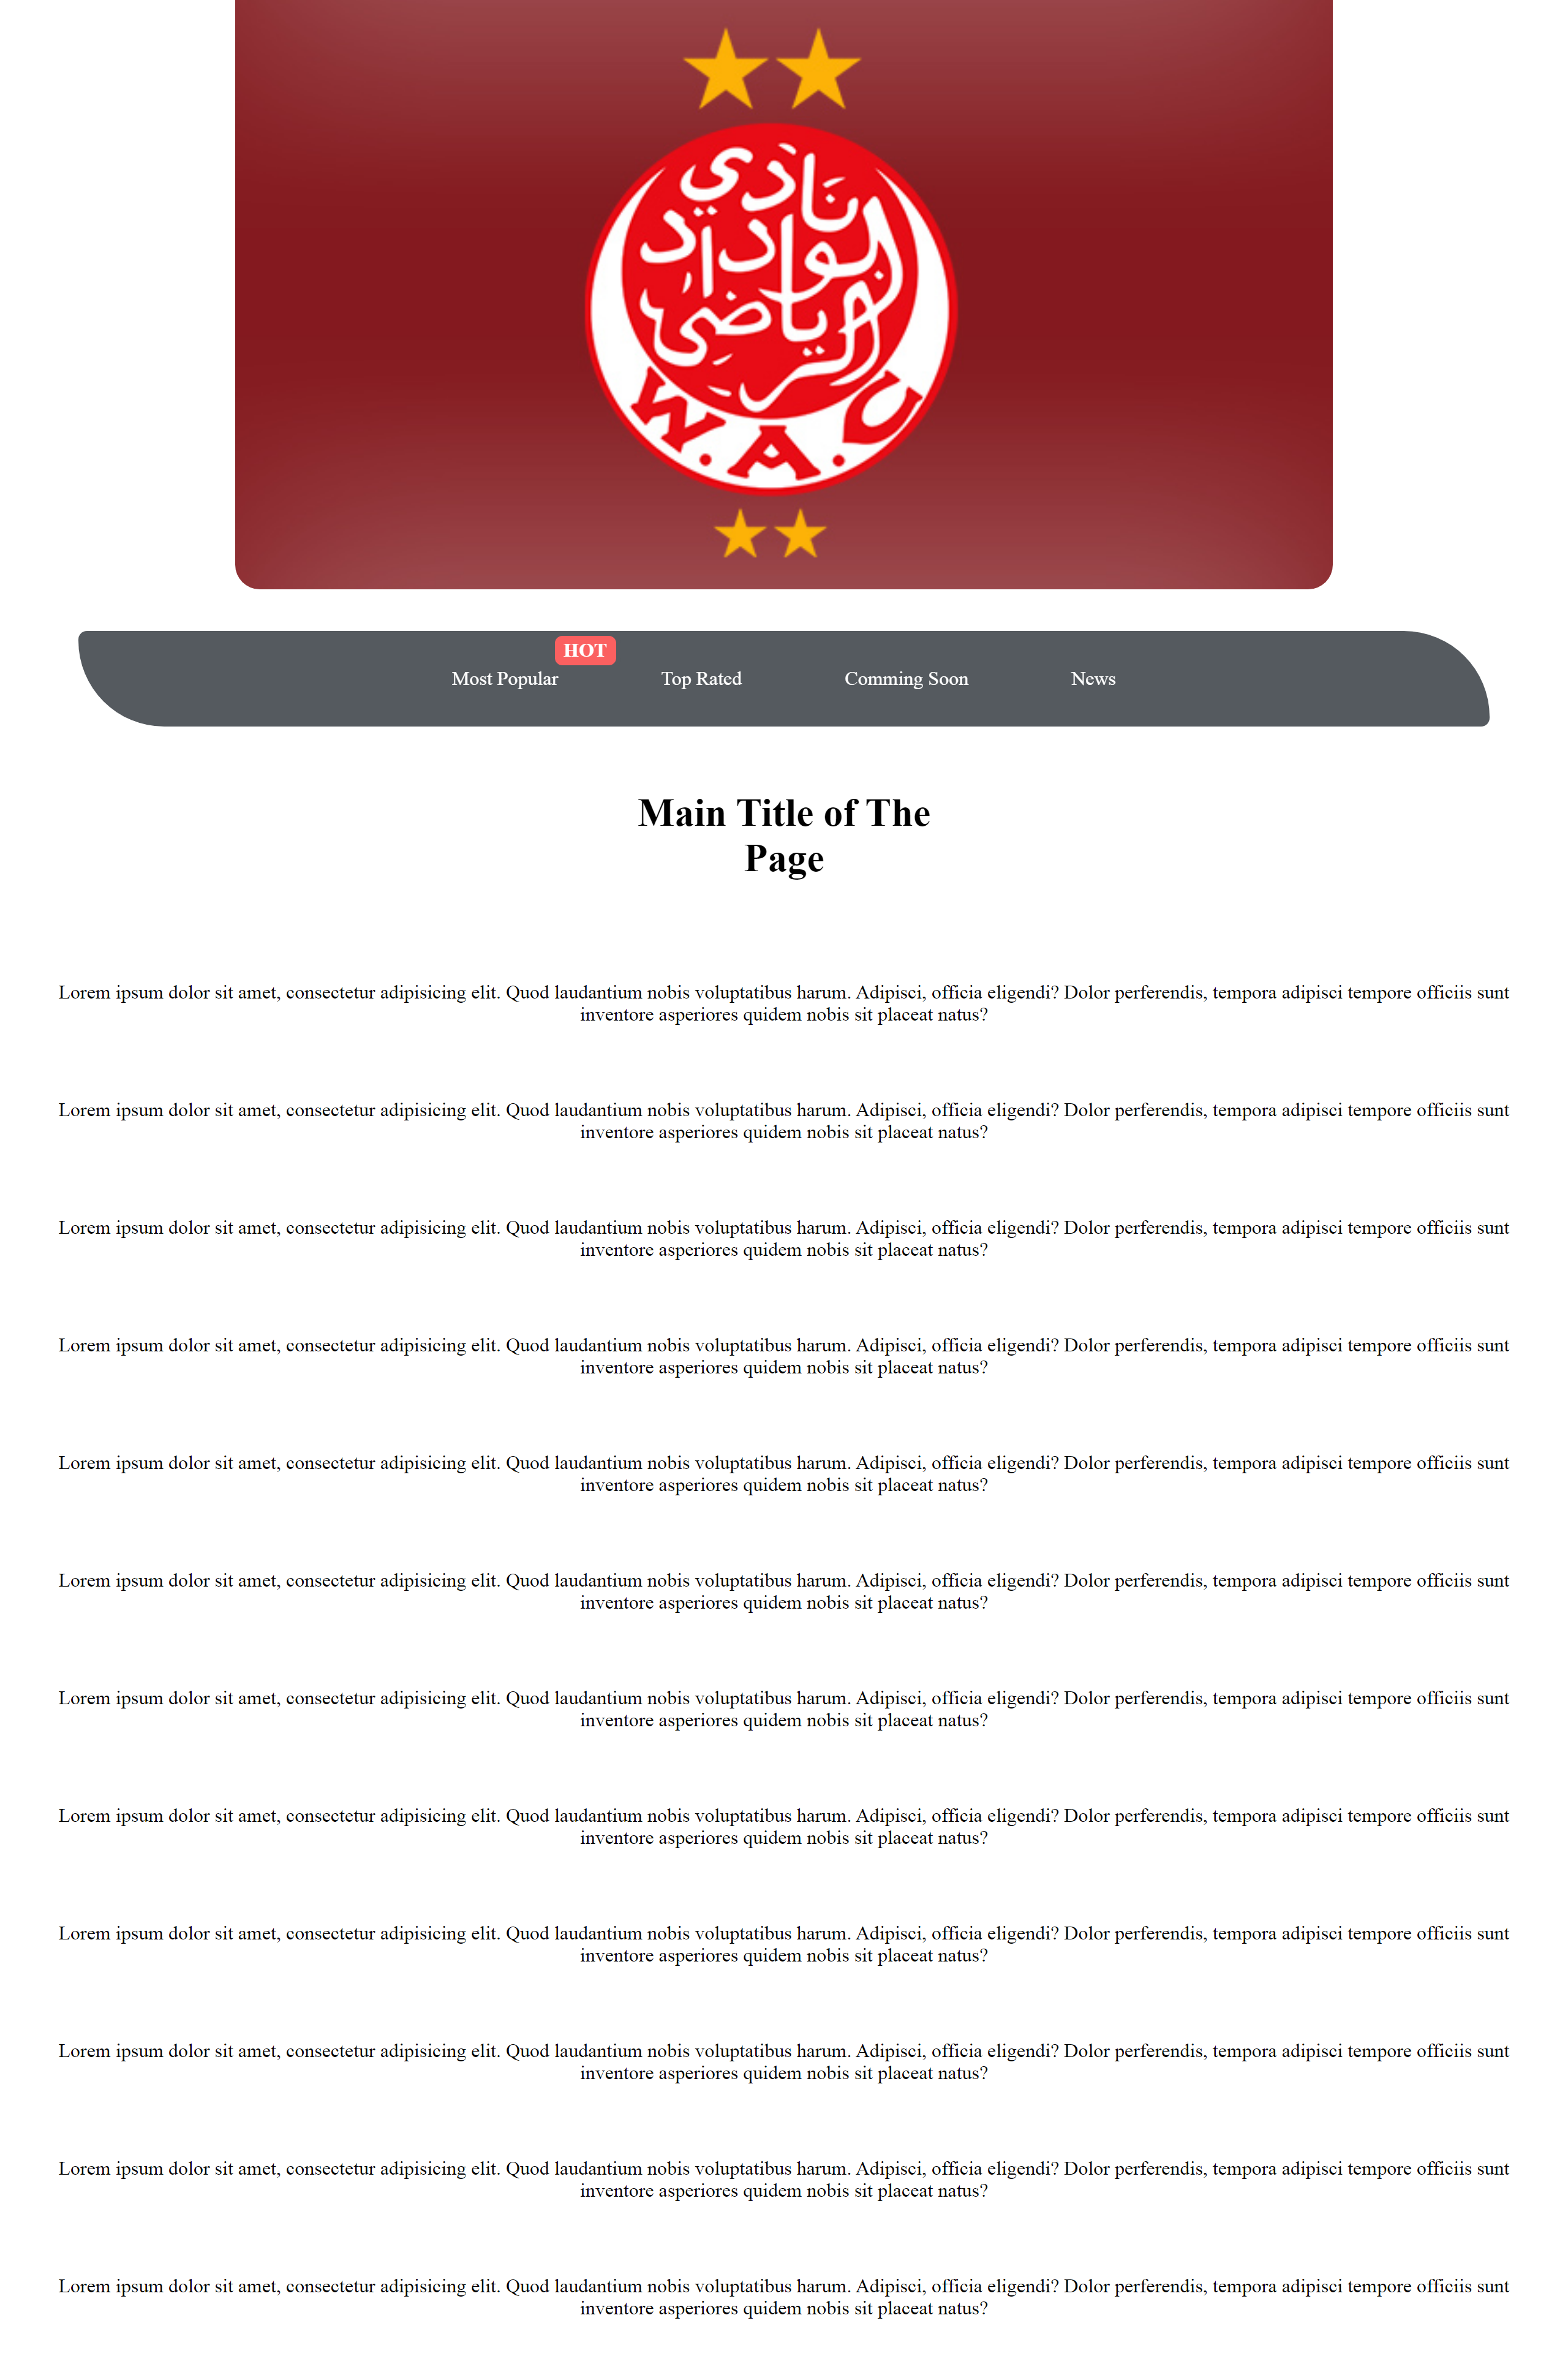 نادي
الوداد
الرياضي
W.A.C
HOT
Most Popular Top Rated Comming Soon News
Main Title of The
Page
Lorem ipsum dolor sit amet, consectetur adipisicing elit. Quod laudantium nobis voluptatibus harum. Adipisci, officia eligendi? Dolor perferendis, tempora adipisci tempore officiis sunt
inventore asperiores quidem nobis sit placeat natus?
Lorem ipsum dolor sit amet, consectetur adipisicing elit. Quod laudantium nobis voluptatibus harum. Adipisci, officia eligendi? Dolor perferendis, tempora adipisci tempore officiis sunt
inventore asperiores quidem nobis sit placeat natus?
Lorem ipsum dolor sit amet, consectetur adipisicing elit. Quod laudantium nobis voluptatibus harum. Adipisci, officia eligendi? Dolor perferendis, tempora adipisci tempore officiis sunt
inventore asperiores quidem nobis sit placeat natus?
Lorem ipsum dolor sit amet, consectetur adipisicing elit. Quod laudantium nobis voluptatibus harum. Adipisci, officia eligendi? Dolor perferendis, tempora adipisci tempore officiis sunt
inventore asperiores quidem nobis sit placeat natus?
Lorem ipsum dolor sit amet, consectetur adipisicing elit. Quod laudantium nobis voluptatibus harum. Adipisci, officia eligendi? Dolor perferendis, tempora adipisci tempore officiis sunt
inventore asperiores quidem nobis sit placeat natus?
Lorem ipsum dolor sit amet, consectetur adipisicing elit. Quod laudantium nobis voluptatibus harum. Adipisci, officia eligendi? Dolor perferendis, tempora adipisci tempore officiis sunt
inventore asperiores quidem nobis sit placeat natus?
Lorem ipsum dolor sit amet, consectetur adipisicing elit. Quod laudantium nobis voluptatibus harum. Adipisci, officia eligendi? Dolor perferendis, tempora adipisci tempore officiis sunt
inventore asperiores quidem nobis sit placeat natus?
Lorem ipsum dolor sit amet, consectetur adipisicing elit. Quod laudantium nobis voluptatibus harum. Adipisci, officia eligendi? Dolor perferendis, tempora adipisci tempore officiis sunt
inventore asperiores quidem nobis sit placeat natus?
Lorem ipsum dolor sit amet, consectetur adipisicing elit. Quod laudantium nobis voluptatibus harum. Adipisci, officia eligendi? Dolor perferendis, tempora adipisci tempore officiis sunt
inventore asperiores quidem nobis sit placeat natus?
Lorem ipsum dolor sit amet, consectetur adipisicing elit. Quod laudantium nobis voluptatibus harum. Adipisci, officia eligendi? Dolor perferendis, tempora adipisci tempore officiis sunt
inventore asperiores quidem nobis sit placeat natus?
Lorem ipsum dolor sit amet, consectetur adipisicing elit. Quod laudantium nobis voluptatibus harum. Adipisci, officia eligendi? Dolor perferendis, tempora adipisci tempore officiis sunt
inventore asperiores quidem nobis sit placeat natus?
Lorem ipsum dolor sit amet, consectetur adipisicing elit. Quod laudantium nobis voluptatibus harum. Adipisci, officia eligendi? Dolor perferendis, tempora adipisci tempore officiis sunt
inventore asperiores quidem nobis sit placeat natus?